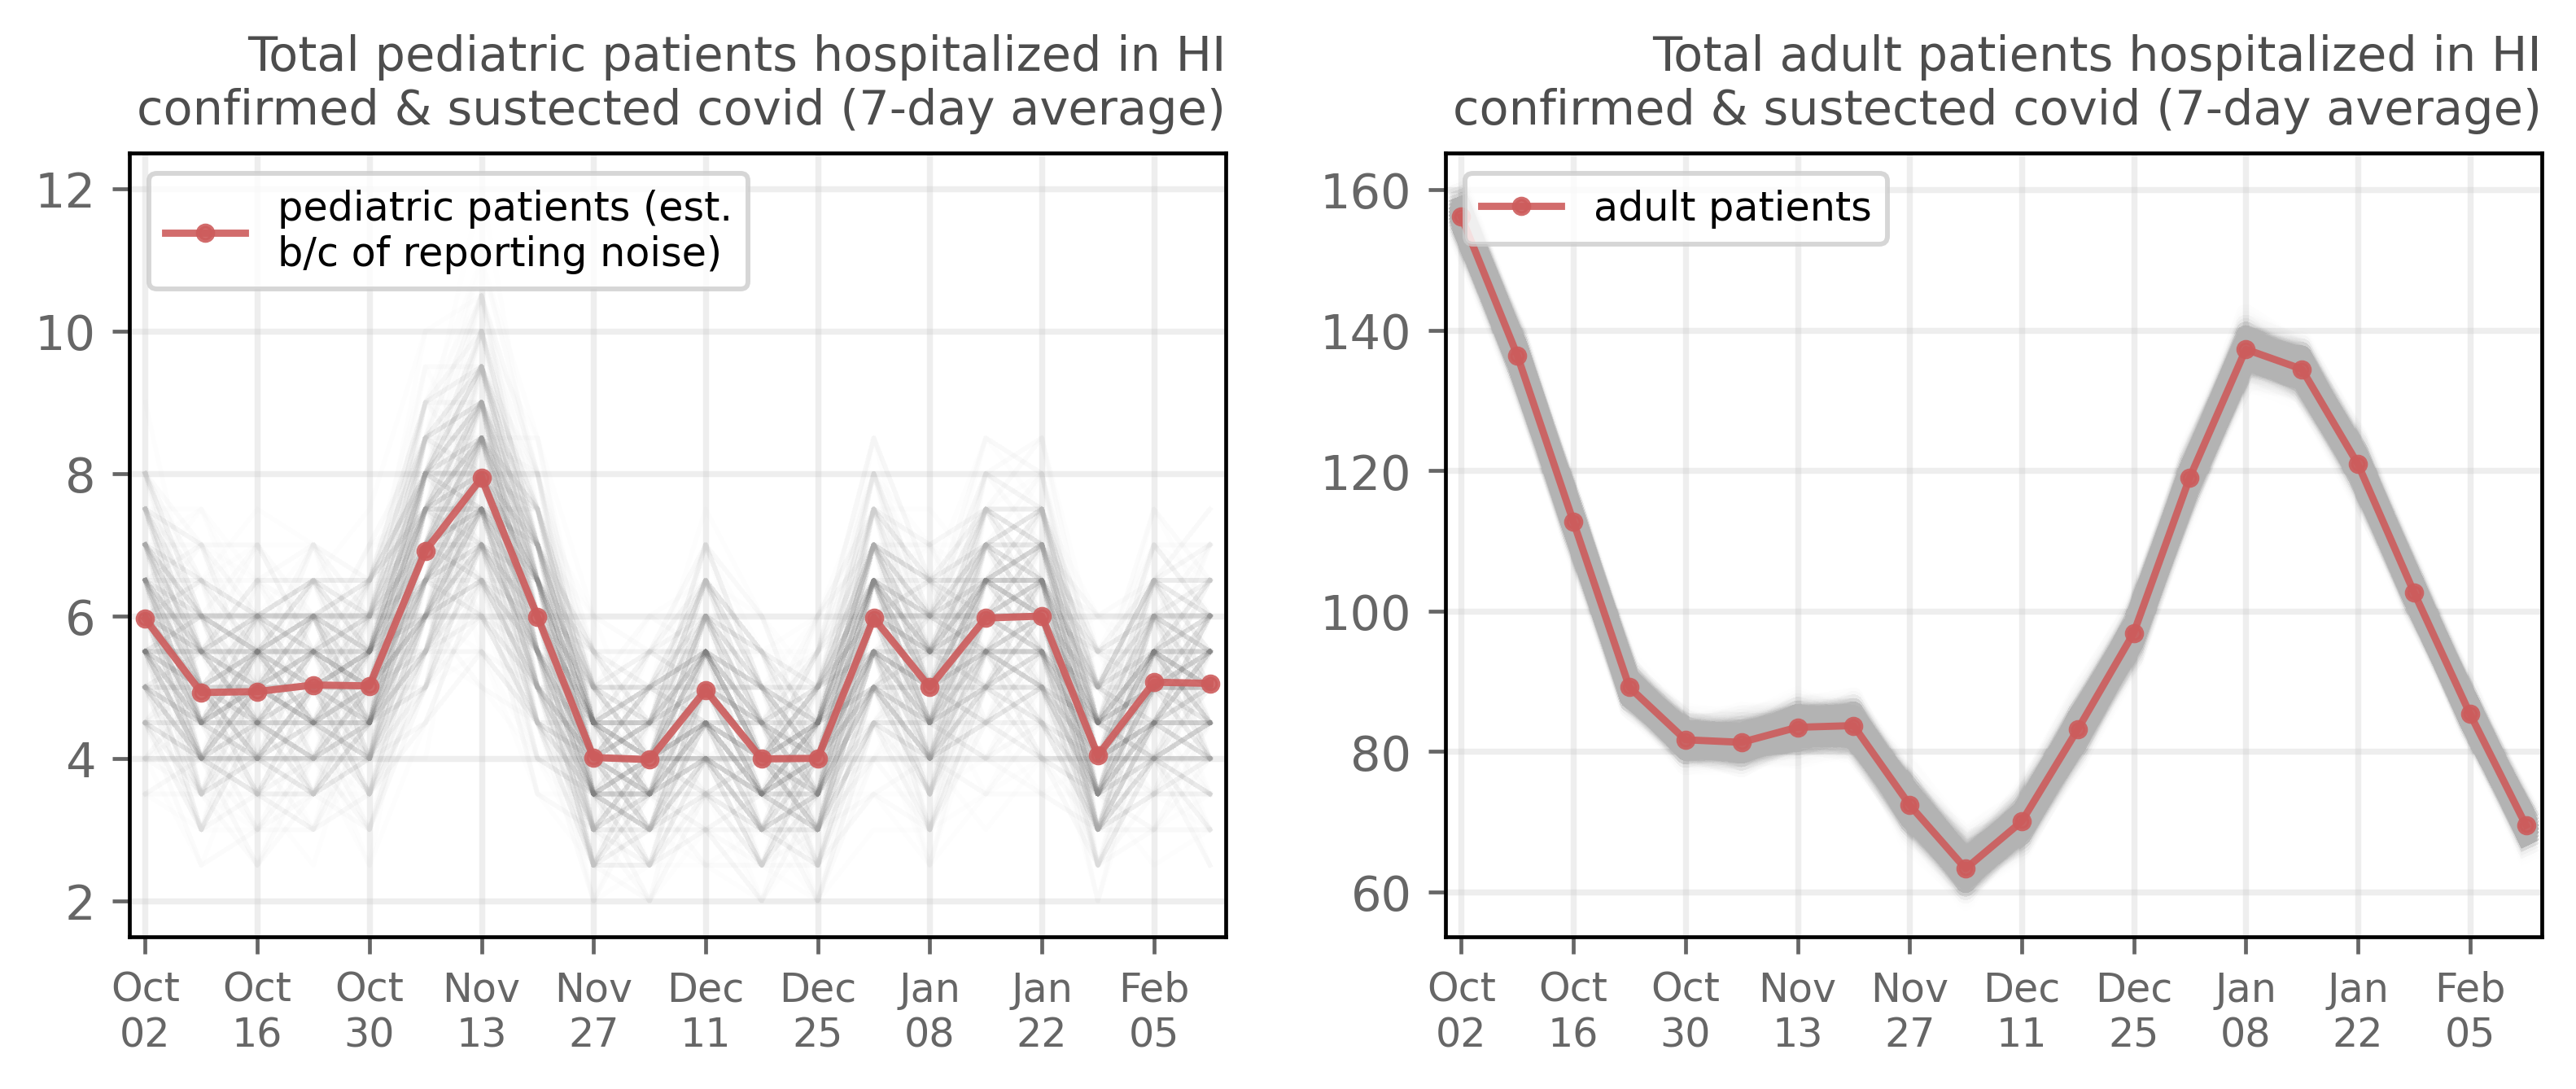 Total pediatric patients hospitalized in HI
confirmed & sustected covid (7-day average)
pediatric patients (est.
b/c of reporting noise)
12
10
8
6
4
2
Oct Oct Oct Nov Nov Dec Dec Jan Jan Feb
02 16 30 13 27 11 25 08 22 05
Total adult patients hospitalized in HI
confirmed & sustected covid (7-day average)
adult patients
160
140
120
100
80
60
Oct Oct Oct Nov Nov Dec Dec Jan Jan Feb
02 16 30 13 27 11 25 08 22 05